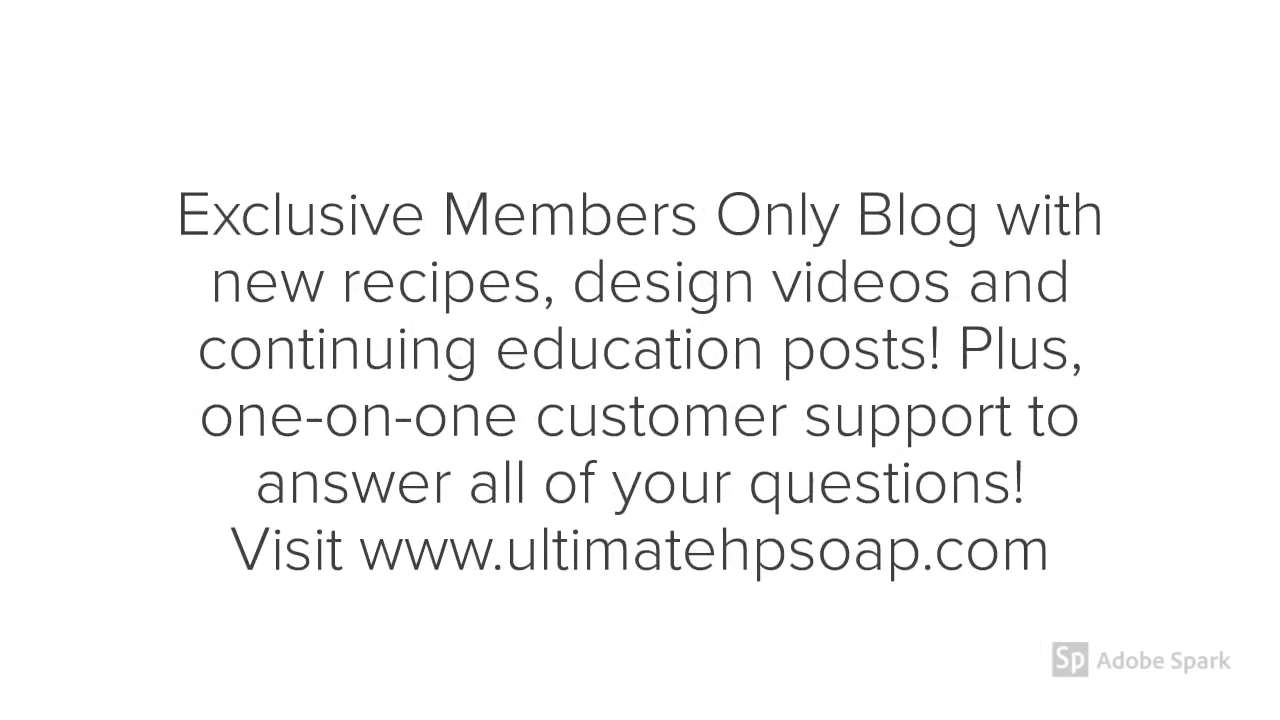 Exclusive Members Only Blog with
new recipes, design videos and
continuing education posts! Plus,
one-on-one customer support to
answer all of your questions!
Visit www.ultimatehpsoap.com
Sp Adobe Spark